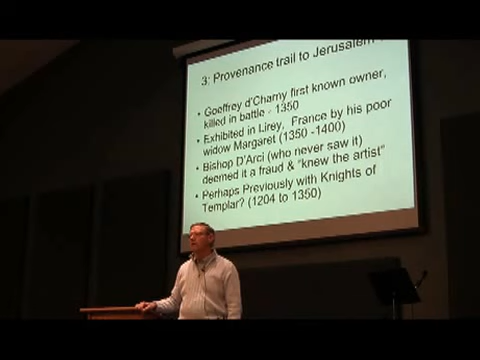 3: Provenance trail to Jerusalem
• Goeffrey d'Charny first known owner,
killed in battle - 1350
• Exhibited in Lirey, France by his poor
widow Margaret (1350 -1400)
• Bishop D'Arci (who never saw it)
deemed it a fraud & "knew the artist"
• Perhaps Previously with Knights of
Templar? (1204 to 1350)